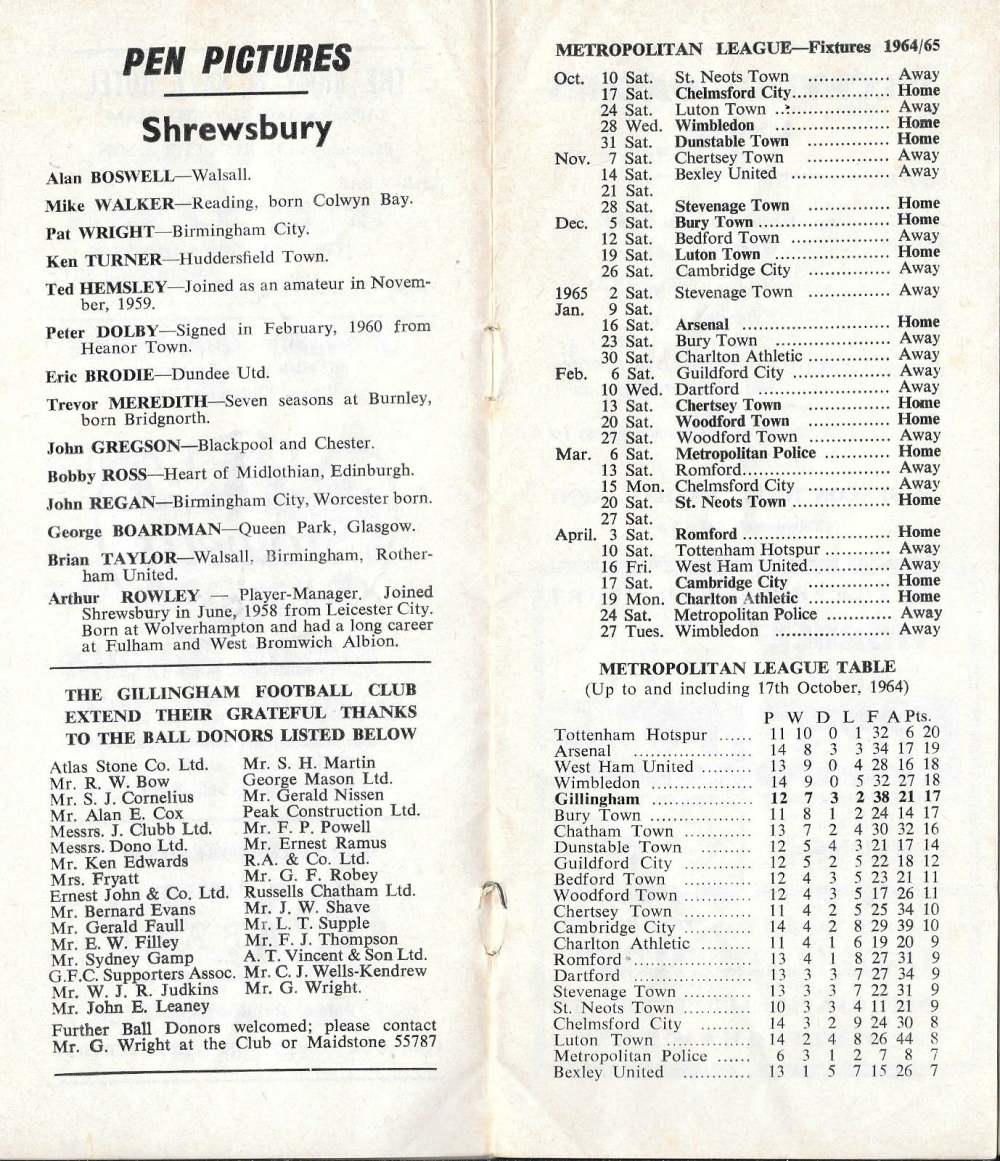 PEN PICTURES
Shrewsbury
Alan BOSWELL—Walsall.
Mike WALKER—Reading, born Colwyn Bay.
Pat WRIGHT—Birmingham City.
Ken TURNER—Huddersfield Town.
Ted HEMSLEY—Joined as an amateur in Novem-
ber, 1959.
Peter DOLBY—Signed in February, 1960 from
Heanor Town.
Eric BRODIE—Dundee Utd.
Trevor MEREDITH—Seven seasons at Burnley,
born Bridgnorth.
John GREGSON—Blackpool and Chester.
Bobby ROSS—Heart of Midlothian, Edinburgh.
John REGAN—Birmingham City, Worcester born.
George BOARDMAN—Queen Park, Glasgow.
Brian TAYLOR—Walsall, Birmingham, Rother-
ham United.
Arthur ROWLEY — Player-Manager. Joined
Shrewsbury in June, 1958 from Leicester City.
Born at Wolverhampton and had a long career
at Fulham and West Bromwich Albion.
THE GILLINGHAM FOOTBALL CLUB
EXTEND THEIR GRATEFUL THANKS
TO THE BALL DONORS LISTED BELOW
Atlas Stone Co. Ltd.
Mr. R. W. Bow
Mr. S. J. Cornelius
Mr. Alan E. Cox
Messrs. J. Clubb Ltd.
Messrs. Dono Ltd.
Mr. Ken Edwards
Mrs. Fryatt
Ernest John & Co. Ltd.
Mr. Bernard Evans
Mr. Gerald Faull
Mr. E. W. Filley
Mr. Sydney Gamp
G.F.C. Supporters Assoc.
Mr. W. J. R. Judkins
Mr. John E. Leaney
Mr. S. H. Martin
George Mason Ltd.
Mr. Gerald Nissen
Peak Construction Ltd.
Mr. F. P. Powell
Mr. Ernest Ramus
R.A. & Co. Ltd.
Mr. G. F. Robey
Russells Chatham Ltd.
Mr. J. W. Shave
Mr. L. T. Supple
Mr. F. J. Thompson
A. T. Vincent & Son Ltd.
Mr. C. J. Wells-Kendrew
Mr. G. Wright.
Further Ball Donors welcomed; please contact
Mr. G. Wright at the Club or Maidstone 55787
METROPOLITAN LEAGUE—Fixtures 1964/65
Oct. 10 Sat. St. Neots Town ............... Away
17 Sat. Chelmsford City.................. Home
24 Sat. Luton Town ..................... Away
28 Wed. Wimbledon ..................... Home
31 Sat. Dunstable Town ............... Home
Nov. 7 Sat. Chertsey Town ............... Away
14 Sat. Bexley United .................. Away
21 Sat.
28 Sat. Stevenage Town ............... Home
Dec. 5 Sat. Bury Town ........................ Home
12 Sat. Bedford Town .................. Away
19 Sat. Luton Town ..................... Home
26 Sat. Cambridge City ............... Away
1965 2 Sat. Stevenage Town ............... Away
Jan. 9 Sat.
16 Sat. Arsenal ........................... Home
23 Sat. Bury Town ..................... Away
30 Sat. Charlton Athletic ............... Away
Feb. 6 Sat. Guildford City .................. Away
10 Wed. Dartford ........................ Away
13 Sat. Chertsey Town ............... Home
20 Sat. Woodford Town ............... Home
27 Sat. Woodford Town ............... Away
Mar. 6 Sat. Metropolitan Police ............ Home
13 Sat. Romford........................... Away
15 Mon. Chelmsford City ............... Away
20 Sat. St. Neots Town .................. Home
27 Sat.
April. 3 Sat. Romford ........................... Home
10 Sat. Tottenham Hotspur ............ Away
16 Fri. West Ham United............... Away
17 Sat. Cambridge City ............... Home
19 Mon. Charlton Athletic ............... Home
24 Sat. Metropolitan Police ............ Away
27 Tues. Wimbledon ..................... Away
METROPOLITAN LEAGUE TABLE
(Up to and including 17th October, 1964)
P W D L F A Pts.
Tottenham Hotspur ...... 11 10 0 1 32 6 20
Arsenal ..................... 14 8 3 3 34 17 19
West Ham United ......... 13 9 0 4 28 16 18
Wimbledon .................. 14 9 0 5 32 27 18
Gillingham .................. 12 7 3 2 38 21 17
Bury Town .................. 11 8 1 2 24 14 17
Chatham Town ............ 13 7 2 4 30 32 16
Dunstable Town ......... 12 5 4 3 21 17 14
Guildford City ............ 12 5 2 5 22 18 12
Bedford Town ............ 12 4 3 5 23 21 11
Woodford Town ............ 12 4 3 5 17 26 11
Chertsey Town ............ 11 4 2 5 25 34 10
Cambridge City ............ 14 4 2 8 29 39 10
Charlton Athletic ......... 11 4 1 6 19 20 9
Romford ..................... 13 4 1 8 27 31 9
Dartford ..................... 13 3 3 7 27 34 9
Stevenage Town ............ 13 3 3 7 22 31 9
St. Neots Town ............ 10 3 3 4 11 21 9
Chelmsford City ......... 14 3 2 9 24 30 8
Luton Town ............... 14 2 4 8 26 44 8
Metropolitan Police ...... 6 3 1 2 7 8 7
Bexley United ............ 13 1 5 7 15 26 7